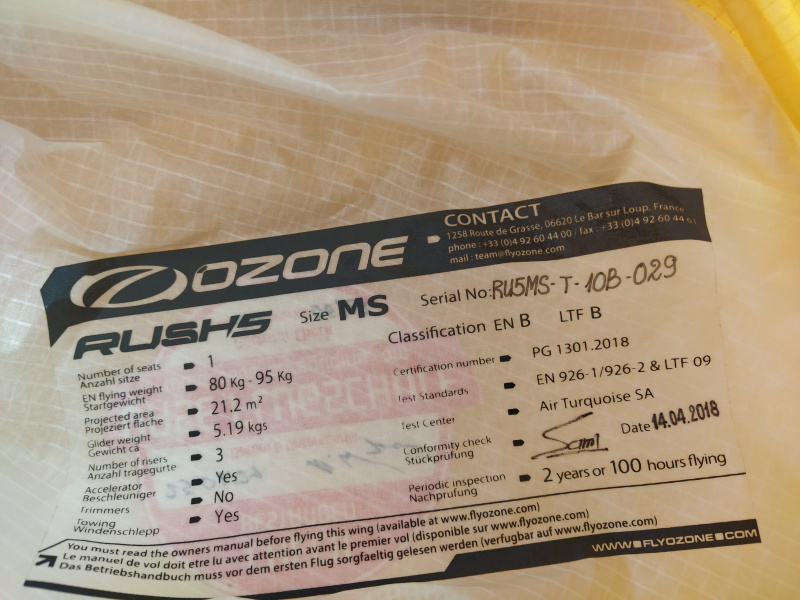 OZONE
CONTACT
1258 Route de Grasse, 06620 Le Bar sur Loup. France
phone : +33 (0)4 92 60 44 00 / fax : +33 (0)4 92 60 44 61
mail : team@flyozone.com
RUSH5 Size MS Serial No: RU5MS-T-10B-029
Classification EN B LTF B
Number of seats 1
Anzahl sitze
EN flying weight 80 Kg - 95 Kg
Startgewicht
Projected area 21.2 m²
Projeziert flache
Glider weight 5.19 kgs
Gewicht ca
Number of risers 3
Anzahl tragegurte
Accelerator Yes
Beschleuniger
Trimmers No
Towing Yes
Windenschlepp
Certification number PG 1301.2018
Test Standards EN 926-1/926-2 & LTF 09
Test Center Air Turquoise SA
Conformity check Date 14.04.2018
Stückprüfung
Periodic inspection 2 years or 100 hours flying
Nachprüfung
You must read the owners manual before flying this wing (available at www.flyozone.com)
Le manuel de vol doit etre lu avec attention avant le premier vol (disponible sur www.flyozone.com)
Das Betriebshandbuch muss vor dem ersten Flug sorgfaeltig gelesen werden (verfugbar auf www.flyozone.com)
WWW.FLYOZONE.COM